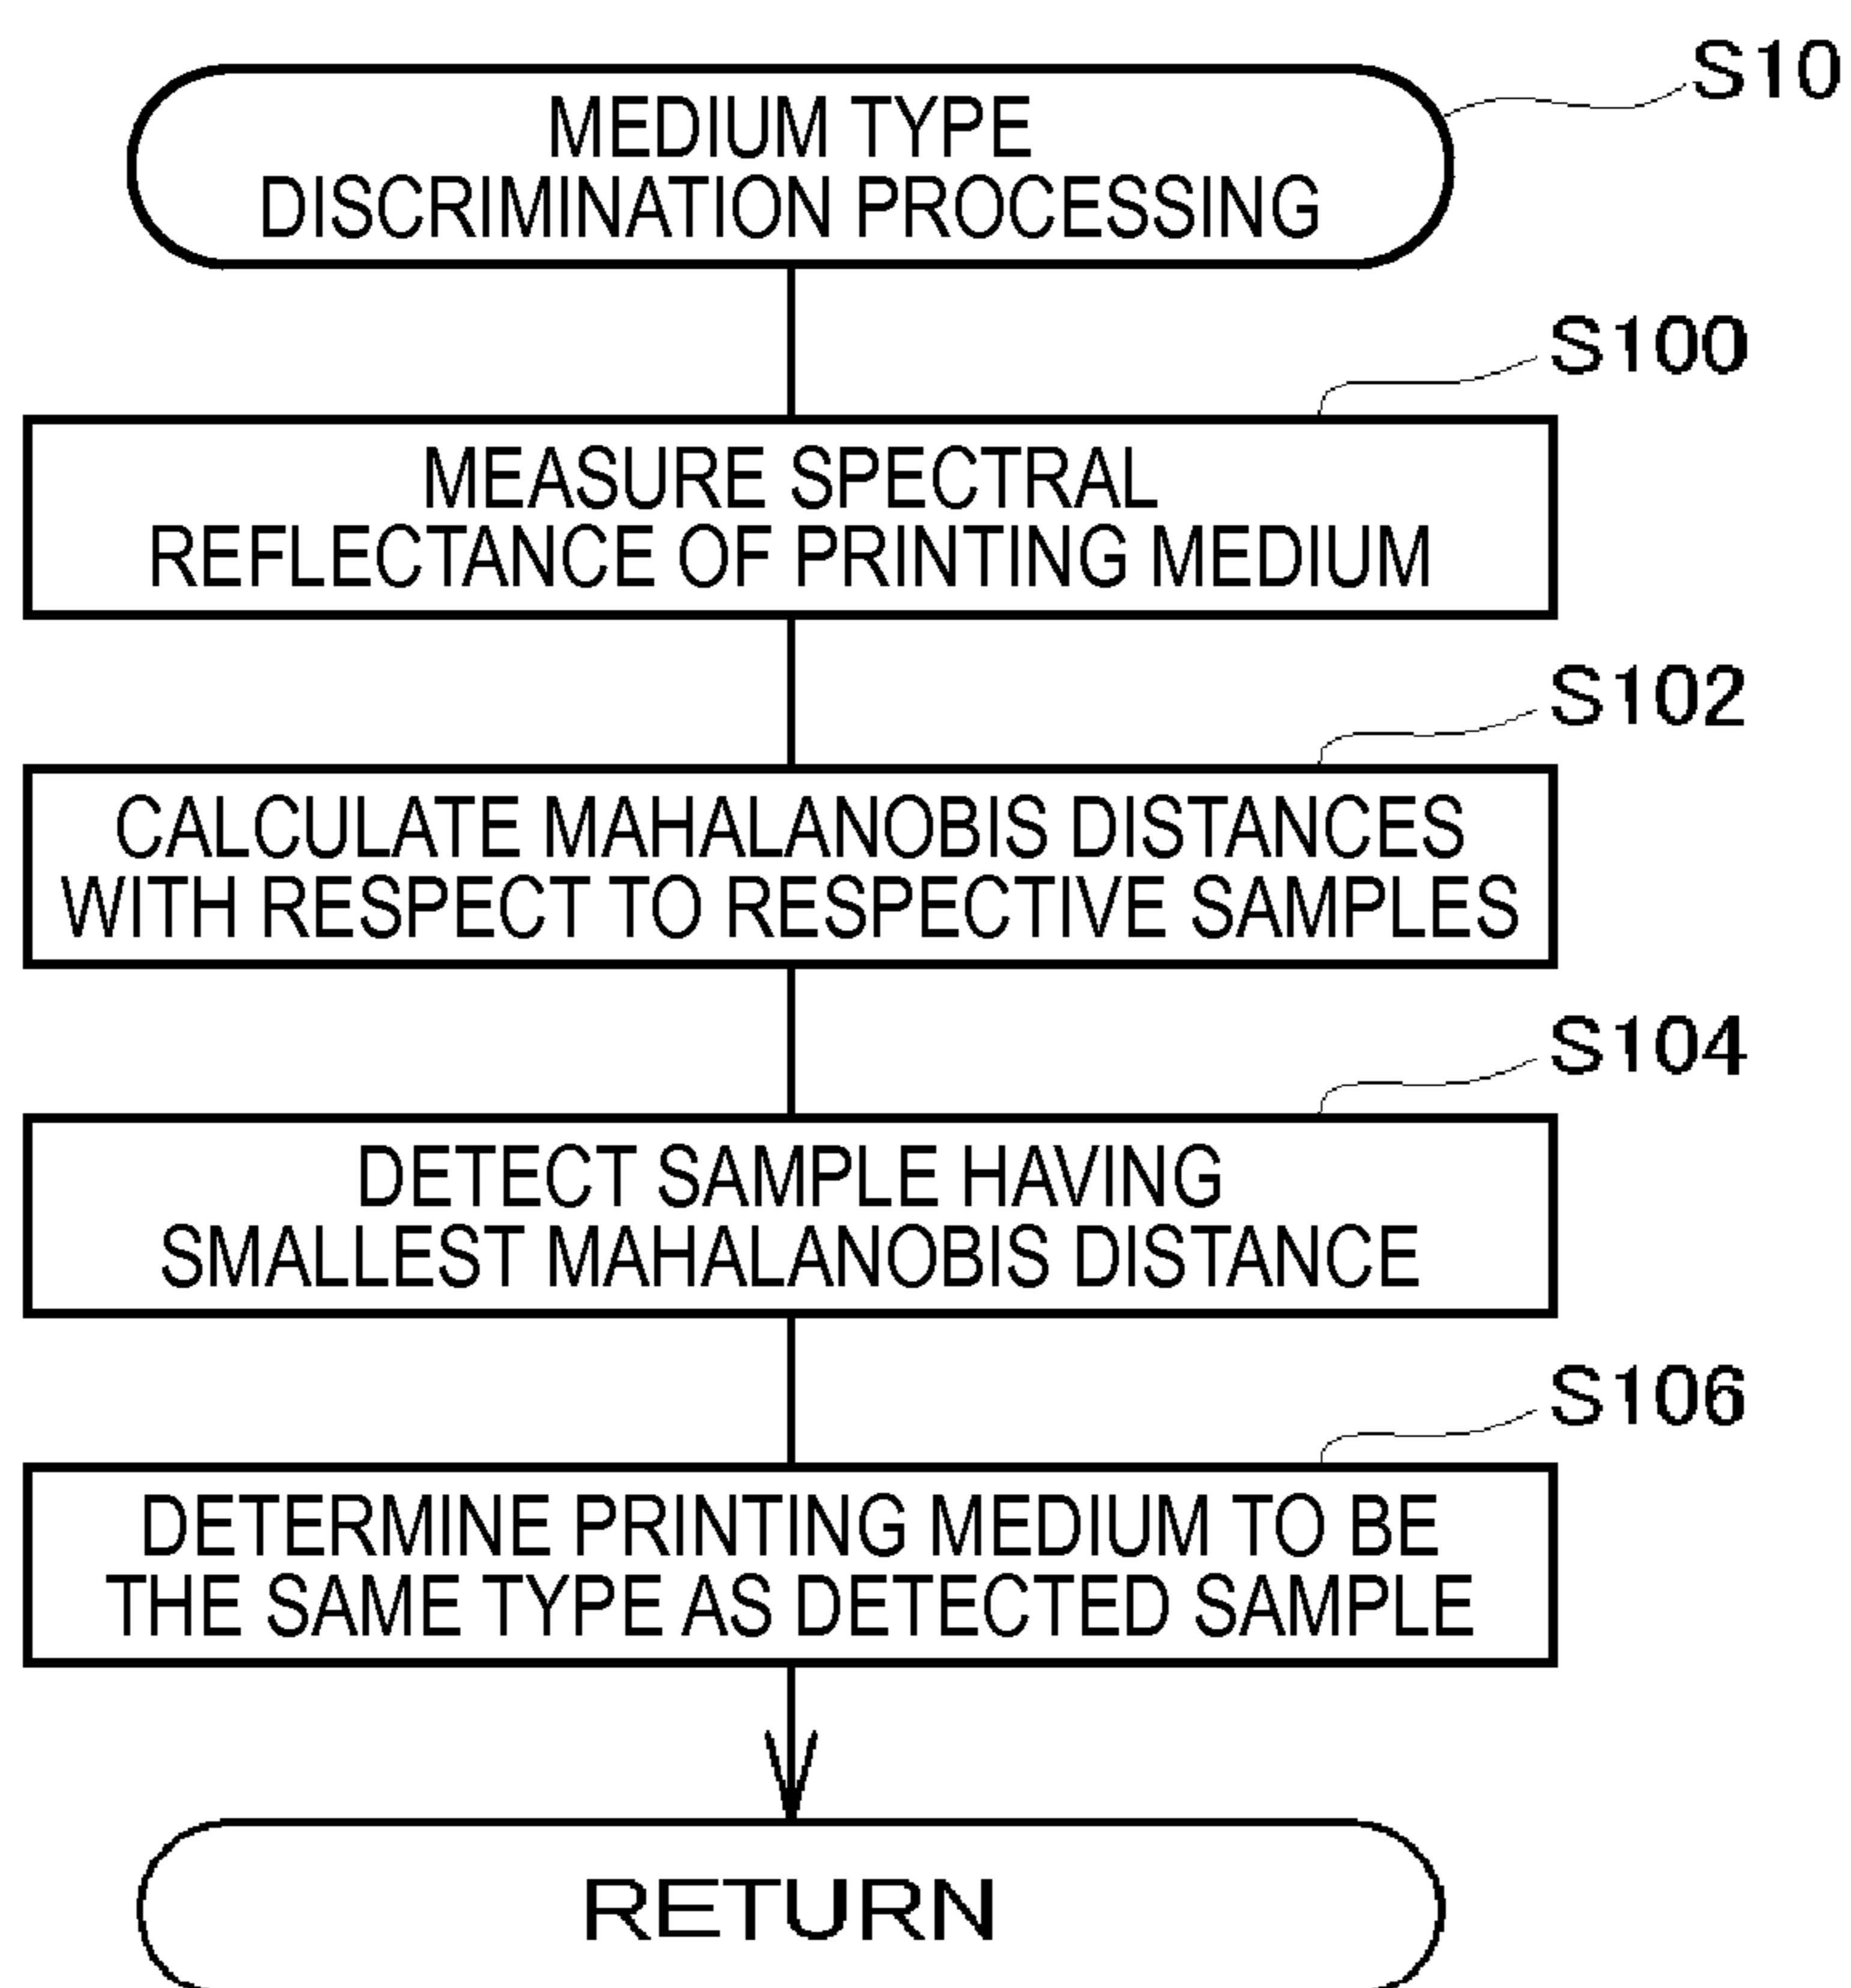 S10
MEDIUM TYPE
DISCRIMINATION PROCESSING
S100
MEASURE SPECTRAL
REFLECTANCE OF PRINTING MEDIUM
S102
CALCULATE MAHALANOBIS DISTANCES
WITH RESPECT TO RESPECTIVE SAMPLES
S104
DETECT SAMPLE HAVING
SMALLEST MAHALANOBIS DISTANCE
S106
DETERMINE PRINTING MEDIUM TO BE
THE SAME TYPE AS DETECTED SAMPLE
RETURN